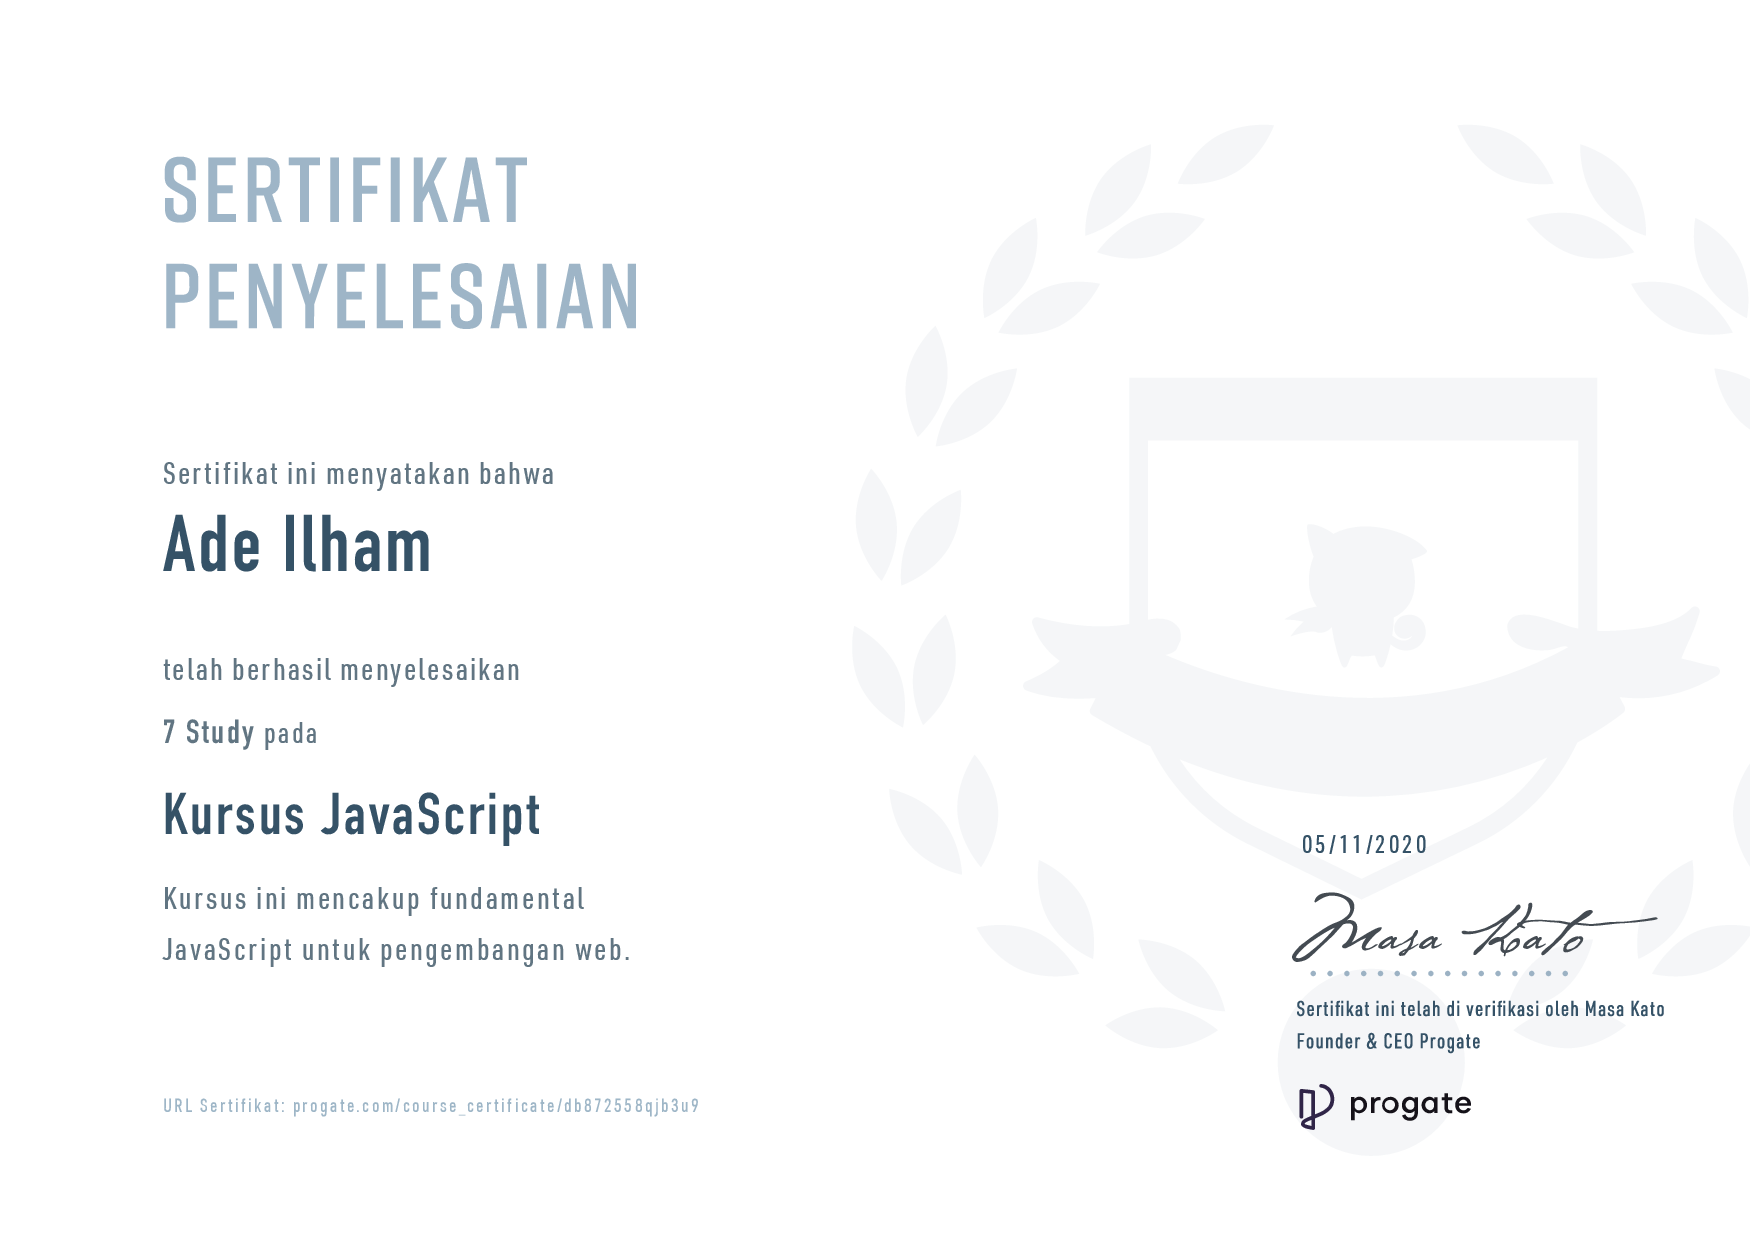 SERTIFIKAT
PENYELESAIAN
Sertifikat ini menyatakan bahwa
Ade Ilham
telah berhasil menyelesaikan
7 Study pada
Kursus JavaScript
Kursus ini mencakup fundamental
JavaScript untuk pengembangan web.
05/11/2020
Masa Kato
Sertifikat ini telah di verifikasi oleh Masa Kato
Founder & CEO Progate
URL Sertifikat: progate.com/course_certificate/db872558qjb3u9
progate